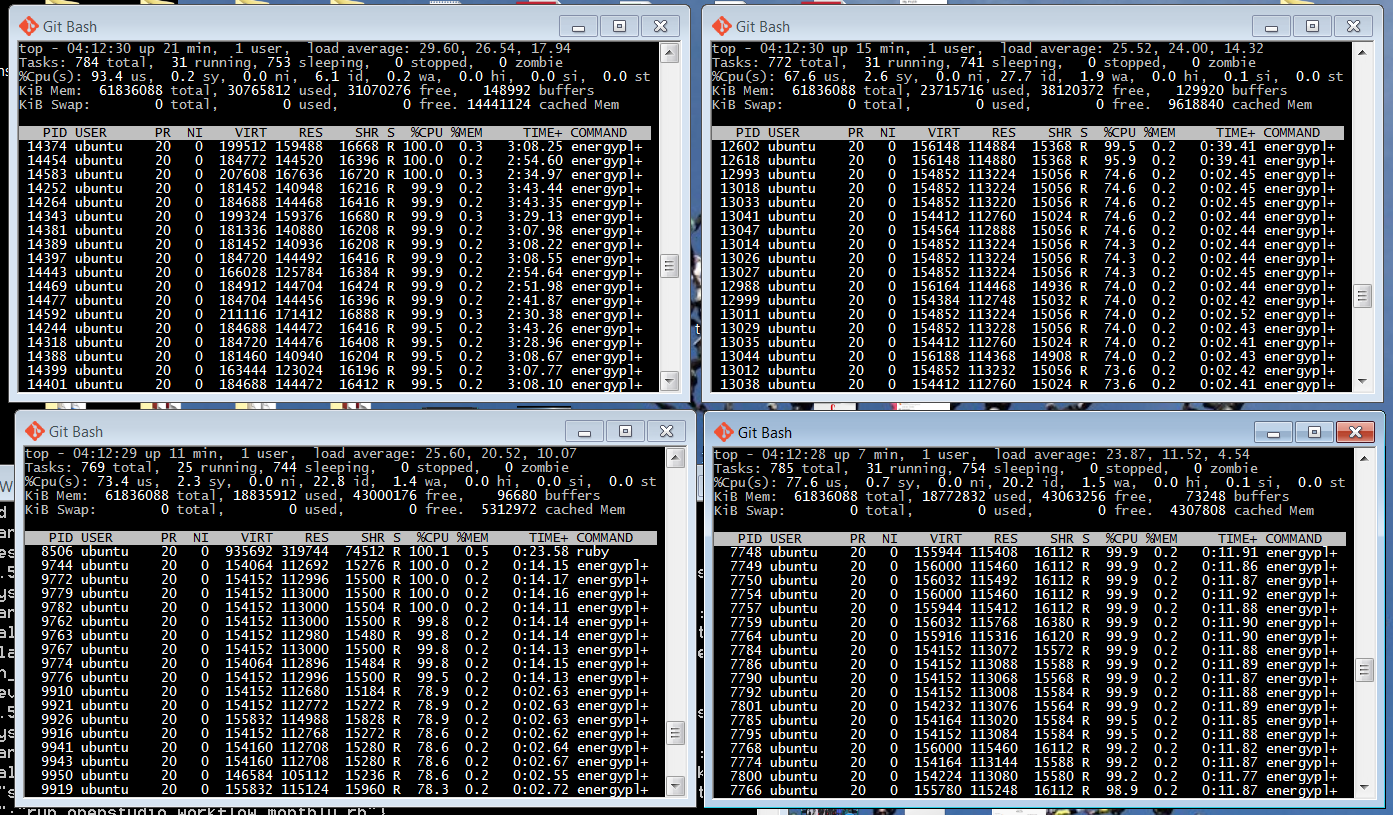 Git Bash
top - 04:12:30 up 21 min,  1 user,  load average: 29.60, 26.54, 17.94
Tasks: 784 total,  31 running, 753 sleeping,   0 stopped,   0 zombie
%Cpu(s): 93.4 us,  0.2 sy,  0.0 ni,  6.1 id,  0.2 wa,  0.0 hi,  0.0 si,  0.0 st
KiB Mem:  61836088 total, 30765812 used, 31070276 free,   148992 buffers
KiB Swap:        0 total,        0 used,        0 free. 14441124 cached Mem
PID USER PR NI VIRT RES SHR S %CPU %MEM TIME+ COMMAND
14374 ubuntu 20 0 199512 159488 16668 R 100.0 0.3 3:08.25 energypl+
14454 ubuntu 20 0 184772 144520 16396 R 100.0 0.2 2:54.60 energypl+
14583 ubuntu 20 0 207608 167636 16720 R 100.0 0.3 2:34.97 energypl+
14252 ubuntu 20 0 181452 140948 16216 R 99.9 0.2 3:43.44 energypl+
14264 ubuntu 20 0 184688 144468 16416 R 99.9 0.2 3:43.35 energypl+
14343 ubuntu 20 0 199324 159376 16680 R 99.9 0.3 3:29.13 energypl+
14381 ubuntu 20 0 181336 140880 16208 R 99.9 0.2 3:07.98 energypl+
14389 ubuntu 20 0 181452 140936 16208 R 99.9 0.2 3:08.22 energypl+
14397 ubuntu 20 0 184720 144492 16416 R 99.9 0.2 3:08.55 energypl+
14443 ubuntu 20 0 166028 125784 16384 R 99.9 0.2 2:54.64 energypl+
14469 ubuntu 20 0 184912 144704 16424 R 99.9 0.2 2:51.98 energypl+
14477 ubuntu 20 0 184704 144456 16396 R 99.9 0.2 2:41.87 energypl+
14592 ubuntu 20 0 211116 171412 16888 R 99.9 0.3 2:30.38 energypl+
14244 ubuntu 20 0 184688 144472 16416 R 99.5 0.2 3:43.26 energypl+
14318 ubuntu 20 0 184720 144476 16408 R 99.5 0.2 3:28.96 energypl+
14388 ubuntu 20 0 181460 140940 16204 R 99.5 0.2 3:08.67 energypl+
14399 ubuntu 20 0 163444 123024 16196 R 99.5 0.2 3:07.77 energypl+
14401 ubuntu 20 0 184688 144472 16412 R 99.5 0.2 3:08.10 energypl+
Git Bash
top - 04:12:30 up 15 min,  1 user,  load average: 25.52, 24.00, 14.32
Tasks: 772 total,  31 running, 741 sleeping,   0 stopped,   0 zombie
%Cpu(s): 67.6 us,  2.6 sy,  0.0 ni, 27.7 id,  1.9 wa,  0.0 hi,  0.1 si,  0.0 st
KiB Mem:  61836088 total, 23715716 used, 38120372 free,   129920 buffers
KiB Swap:        0 total,        0 used,        0 free.  9618840 cached Mem
PID USER PR NI VIRT RES SHR S %CPU %MEM TIME+ COMMAND
12602 ubuntu 20 0 156148 114884 15368 R 99.5 0.2 0:39.41 energypl+
12618 ubuntu 20 0 156148 114880 15368 R 95.9 0.2 0:39.41 energypl+
12993 ubuntu 20 0 154852 113224 15056 R 74.6 0.2 0:02.45 energypl+
13018 ubuntu 20 0 154852 113224 15056 R 74.6 0.2 0:02.45 energypl+
13033 ubuntu 20 0 154852 113220 15056 R 74.6 0.2 0:02.45 energypl+
13041 ubuntu 20 0 154412 112760 15024 R 74.6 0.2 0:02.44 energypl+
13047 ubuntu 20 0 154564 112888 15056 R 74.6 0.2 0:02.44 energypl+
13014 ubuntu 20 0 154852 113224 15056 R 74.3 0.2 0:02.44 energypl+
13026 ubuntu 20 0 154852 113224 15056 R 74.3 0.2 0:02.44 energypl+
13027 ubuntu 20 0 154852 113224 15056 R 74.3 0.2 0:02.45 energypl+
12988 ubuntu 20 0 156164 114468 14936 R 74.0 0.2 0:02.44 energypl+
12999 ubuntu 20 0 154384 112748 15032 R 74.0 0.2 0:02.42 energypl+
13011 ubuntu 20 0 154852 113228 15056 R 74.0 0.2 0:02.52 energypl+
13029 ubuntu 20 0 154852 113228 15056 R 74.0 0.2 0:02.43 energypl+
13035 ubuntu 20 0 154412 112760 15024 R 74.0 0.2 0:02.41 energypl+
13044 ubuntu 20 0 156188 114368 14908 R 74.0 0.2 0:02.43 energypl+
13012 ubuntu 20 0 154852 113232 15056 R 73.6 0.2 0:02.42 energypl+
13038 ubuntu 20 0 154412 112760 15024 R 73.6 0.2 0:02.41 energypl+
Git Bash
top - 04:12:29 up 11 min,  1 user,  load average: 25.60, 20.52, 10.07
Tasks: 769 total,  25 running, 744 sleeping,   0 stopped,   0 zombie
%Cpu(s): 73.4 us,  2.3 sy,  0.0 ni, 22.8 id,  1.4 wa,  0.0 hi,  0.0 si,  0.0 st
KiB Mem:  61836088 total, 18835912 used, 43000176 free,    96680 buffers
KiB Swap:        0 total,        0 used,        0 free.  5312972 cached Mem
PID USER PR NI VIRT RES SHR S %CPU %MEM TIME+ COMMAND
8506 ubuntu 20 0 935692 319744 74512 R 100.1 0.5 0:23.58 ruby
9744 ubuntu 20 0 154064 112692 15276 R 100.0 0.2 0:14.15 energypl+
9772 ubuntu 20 0 154152 112996 15500 R 100.0 0.2 0:14.17 energypl+
9779 ubuntu 20 0 154152 113000 15500 R 100.0 0.2 0:14.16 energypl+
9782 ubuntu 20 0 154152 113000 15504 R 100.0 0.2 0:14.11 energypl+
9762 ubuntu 20 0 154152 113000 15500 R 99.8 0.2 0:14.14 energypl+
9763 ubuntu 20 0 154152 112980 15480 R 99.8 0.2 0:14.14 energypl+
9767 ubuntu 20 0 154152 113000 15500 R 99.8 0.2 0:14.13 energypl+
9774 ubuntu 20 0 154064 112896 15484 R 99.8 0.2 0:14.15 energypl+
9776 ubuntu 20 0 154152 112996 15500 R 99.5 0.2 0:14.13 energypl+
9910 ubuntu 20 0 154152 112680 15184 R 78.9 0.2 0:02.63 energypl+
9921 ubuntu 20 0 154152 112772 15272 R 78.9 0.2 0:02.63 energypl+
9926 ubuntu 20 0 155832 114988 15828 R 78.9 0.2 0:02.63 energypl+
9916 ubuntu 20 0 154152 112768 15272 R 78.6 0.2 0:02.62 energypl+
9941 ubuntu 20 0 154160 112708 15280 R 78.6 0.2 0:02.64 energypl+
9943 ubuntu 20 0 154160 112708 15280 R 78.6 0.2 0:02.67 energypl+
9950 ubuntu 20 0 146584 105112 15236 R 78.6 0.2 0:02.55 energypl+
9919 ubuntu 20 0 155832 115124 15960 R 78.3 0.2 0:02.72 energypl+
Git Bash
top - 04:12:28 up 7 min,  1 user,  load average: 23.87, 11.52, 4.54
Tasks: 785 total,  31 running, 754 sleeping,   0 stopped,   0 zombie
%Cpu(s): 77.6 us,  0.7 sy,  0.0 ni, 20.2 id,  1.5 wa,  0.0 hi,  0.1 si,  0.0 st
KiB Mem:  61836088 total, 18772832 used, 43063256 free,    73248 buffers
KiB Swap:        0 total,        0 used,        0 free.  4307808 cached Mem
PID USER PR NI VIRT RES SHR S %CPU %MEM TIME+ COMMAND
7748 ubuntu 20 0 155944 115408 16112 R 99.9 0.2 0:11.91 energypl+
7749 ubuntu 20 0 156000 115460 16112 R 99.9 0.2 0:11.86 energypl+
7750 ubuntu 20 0 156032 115492 16112 R 99.9 0.2 0:11.87 energypl+
7754 ubuntu 20 0 156000 115460 16112 R 99.9 0.2 0:11.92 energypl+
7757 ubuntu 20 0 155944 115412 16112 R 99.9 0.2 0:11.88 energypl+
7759 ubuntu 20 0 156032 115768 16380 R 99.9 0.2 0:11.90 energypl+
7764 ubuntu 20 0 155916 115316 16120 R 99.9 0.2 0:11.90 energypl+
7784 ubuntu 20 0 154152 113072 15572 R 99.9 0.2 0:11.88 energypl+
7786 ubuntu 20 0 154152 113088 15588 R 99.9 0.2 0:11.89 energypl+
7790 ubuntu 20 0 154152 113068 15568 R 99.9 0.2 0:11.87 energypl+
7792 ubuntu 20 0 154152 113008 15584 R 99.9 0.2 0:11.88 energypl+
7801 ubuntu 20 0 154232 113076 15564 R 99.9 0.2 0:11.89 energypl+
7785 ubuntu 20 0 154164 113020 15584 R 99.5 0.2 0:11.85 energypl+
7795 ubuntu 20 0 154152 113084 15584 R 99.5 0.2 0:11.88 energypl+
7768 ubuntu 20 0 156000 115460 16112 R 99.2 0.2 0:11.82 energypl+
7774 ubuntu 20 0 154164 113144 15588 R 99.2 0.2 0:11.87 energypl+
7800 ubuntu 20 0 154224 113080 15580 R 99.2 0.2 0:11.77 energypl+
7766 ubuntu 20 0 155780 115248 16112 R 98.9 0.2 0:11.87 energypl+